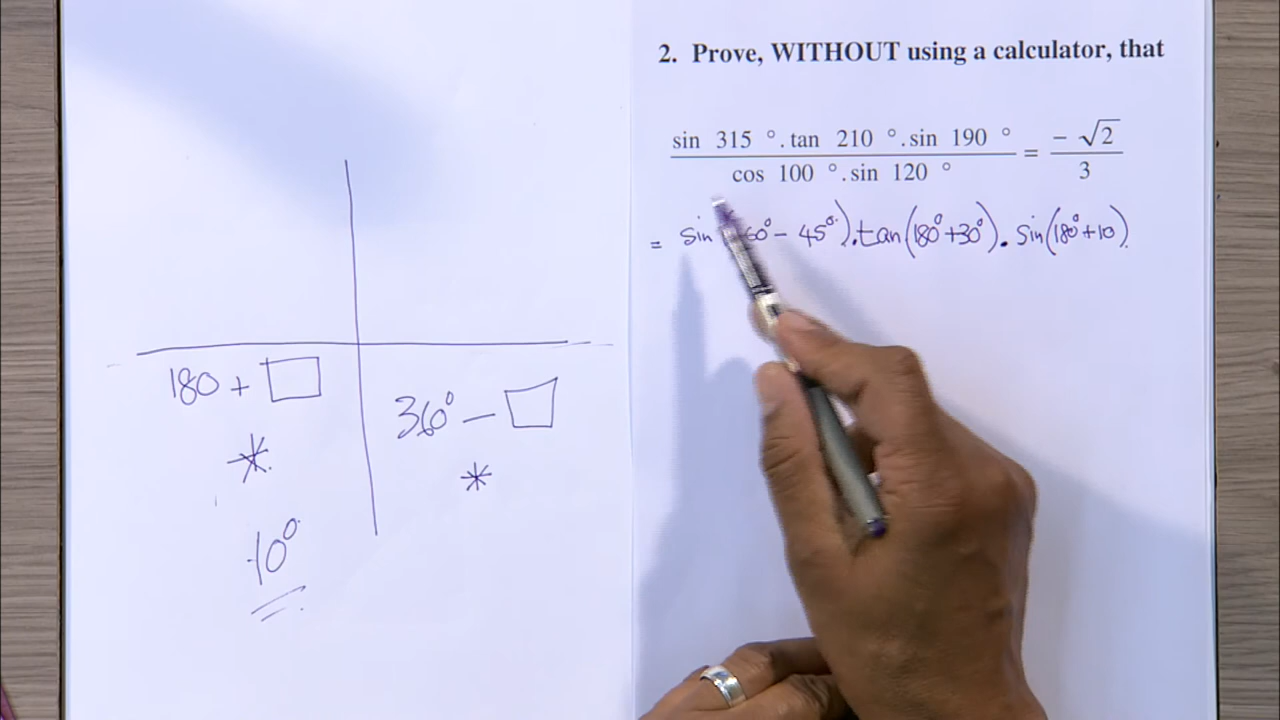 2. Prove, WITHOUT using a calculator, that
sin 315 °.tan 210 °.sin 190 ° / cos 100 °.sin 120 ° = -√2 / 3
= sin 60° - 45°).tan(180°+30°). sin(180°+10)
180 + □
360° - □
*
*
10°